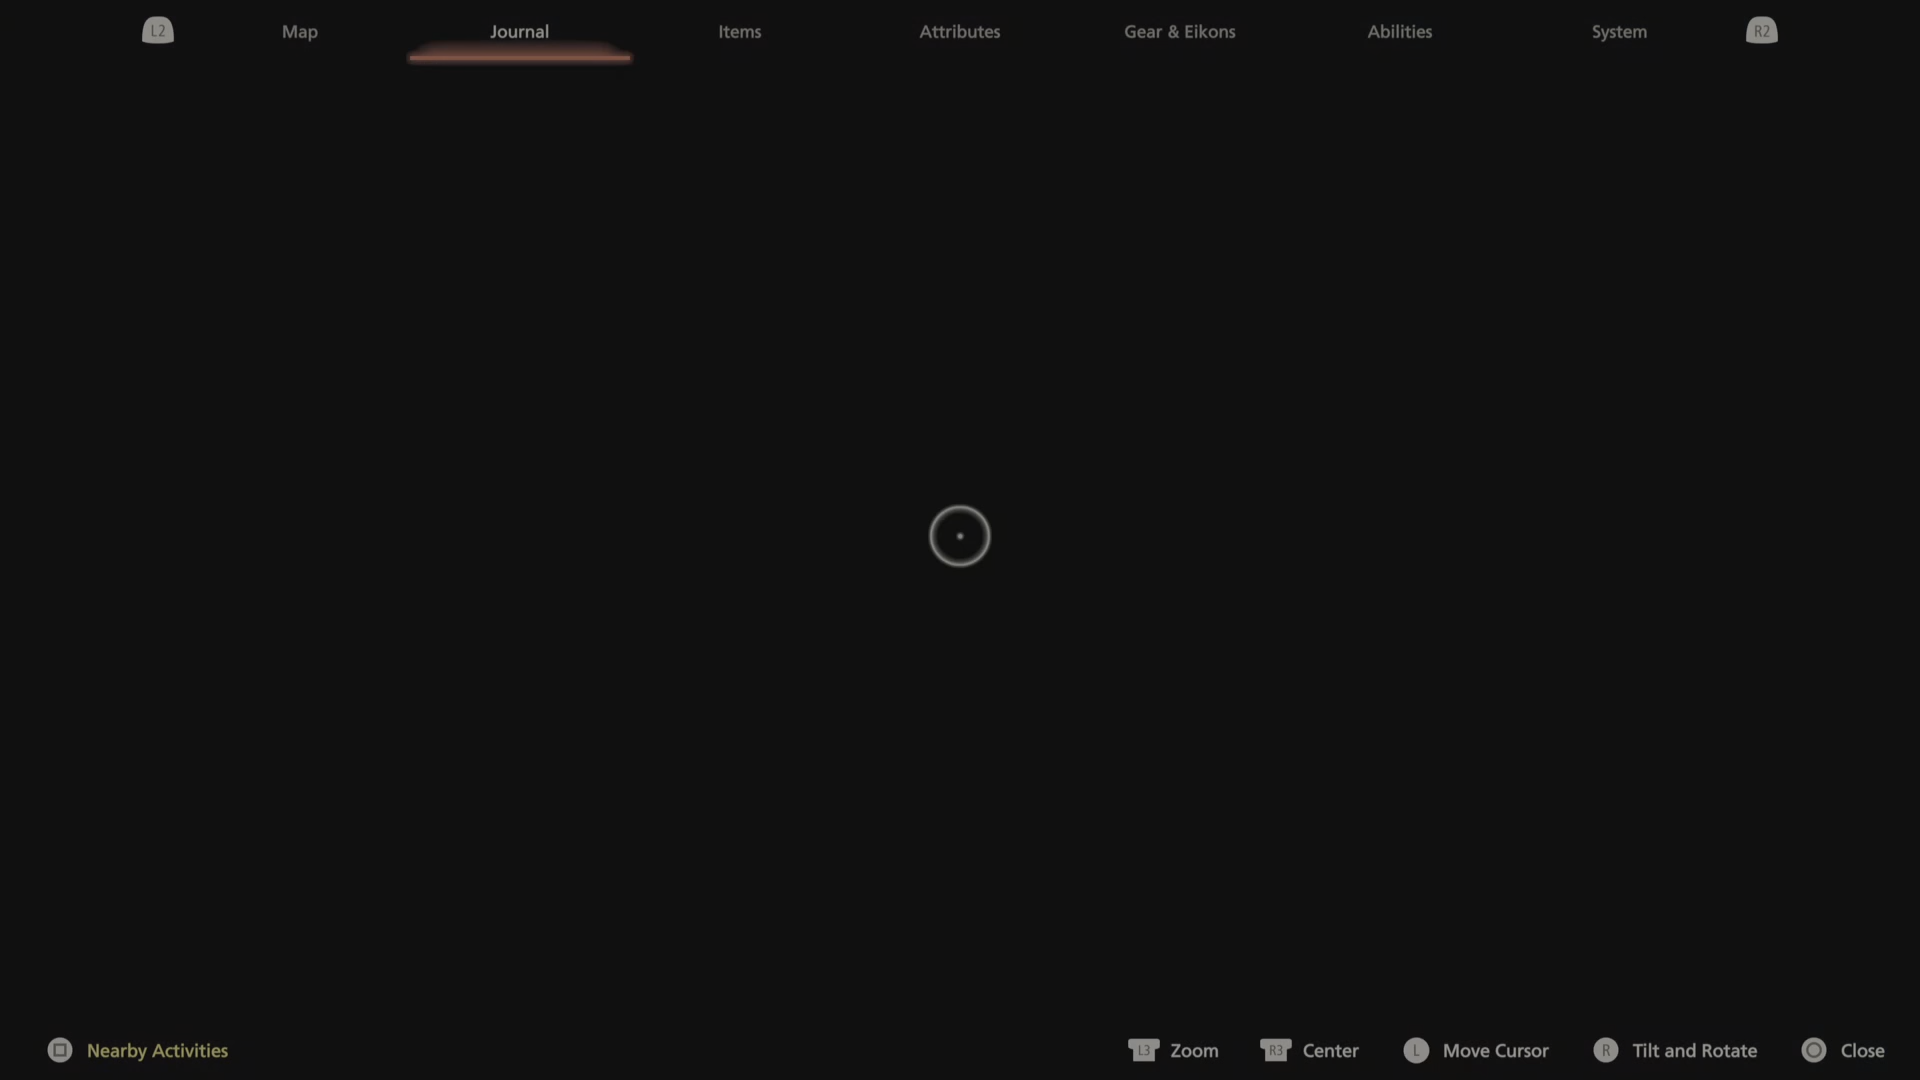 L2 Map Journal Items Attributes Gear & Eikons Abilities System R2
Nearby Activities L3 Zoom R3 Center L Move Cursor R Tilt and Rotate Close